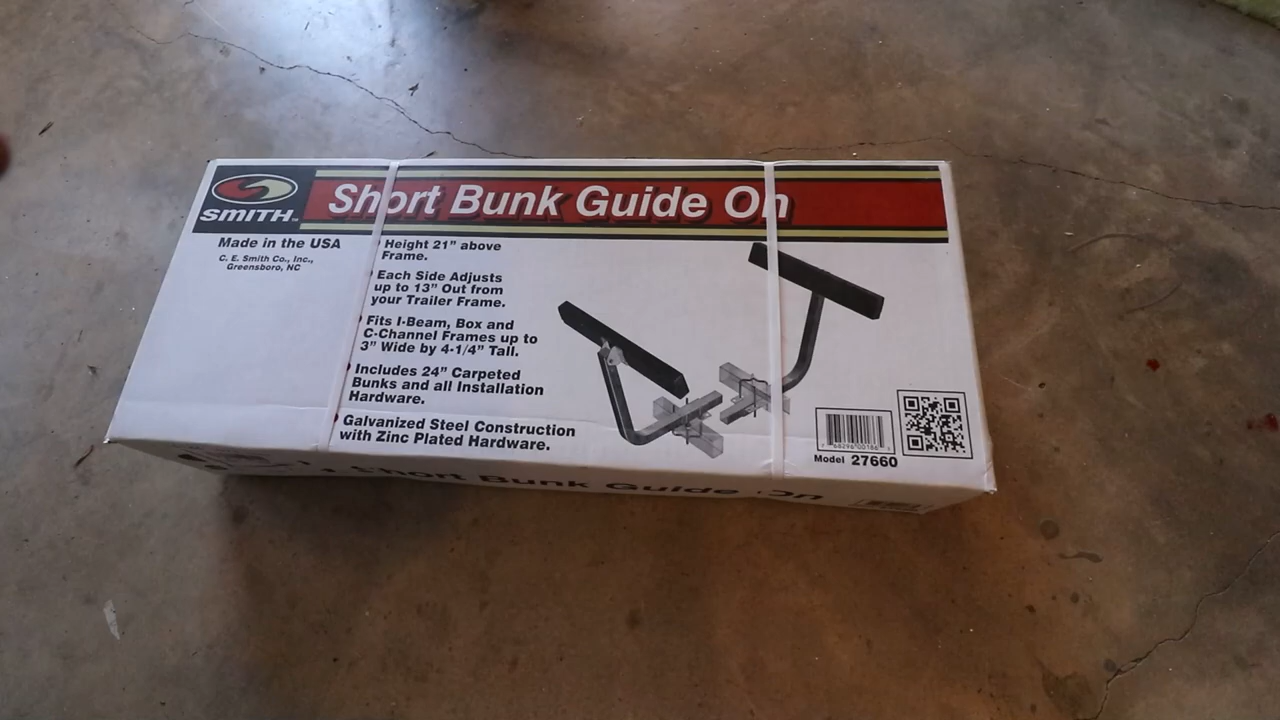 SMITH
Short Bunk Guide On
Made in the USA
C. E. Smith Co., Inc.,
Greensboro, NC
Height 21" above
Frame.
Each Side Adjusts
up to 13" Out from
your Trailer Frame.
Fits I-Beam, Box and
C-Channel Frames up to
3" Wide by 4-1/4" Tall.
Includes 24" Carpeted
Bunks and all Installation
Hardware.
Galvanized Steel Construction
with Zinc Plated Hardware.
Model 27660
Short Bunk Guide On